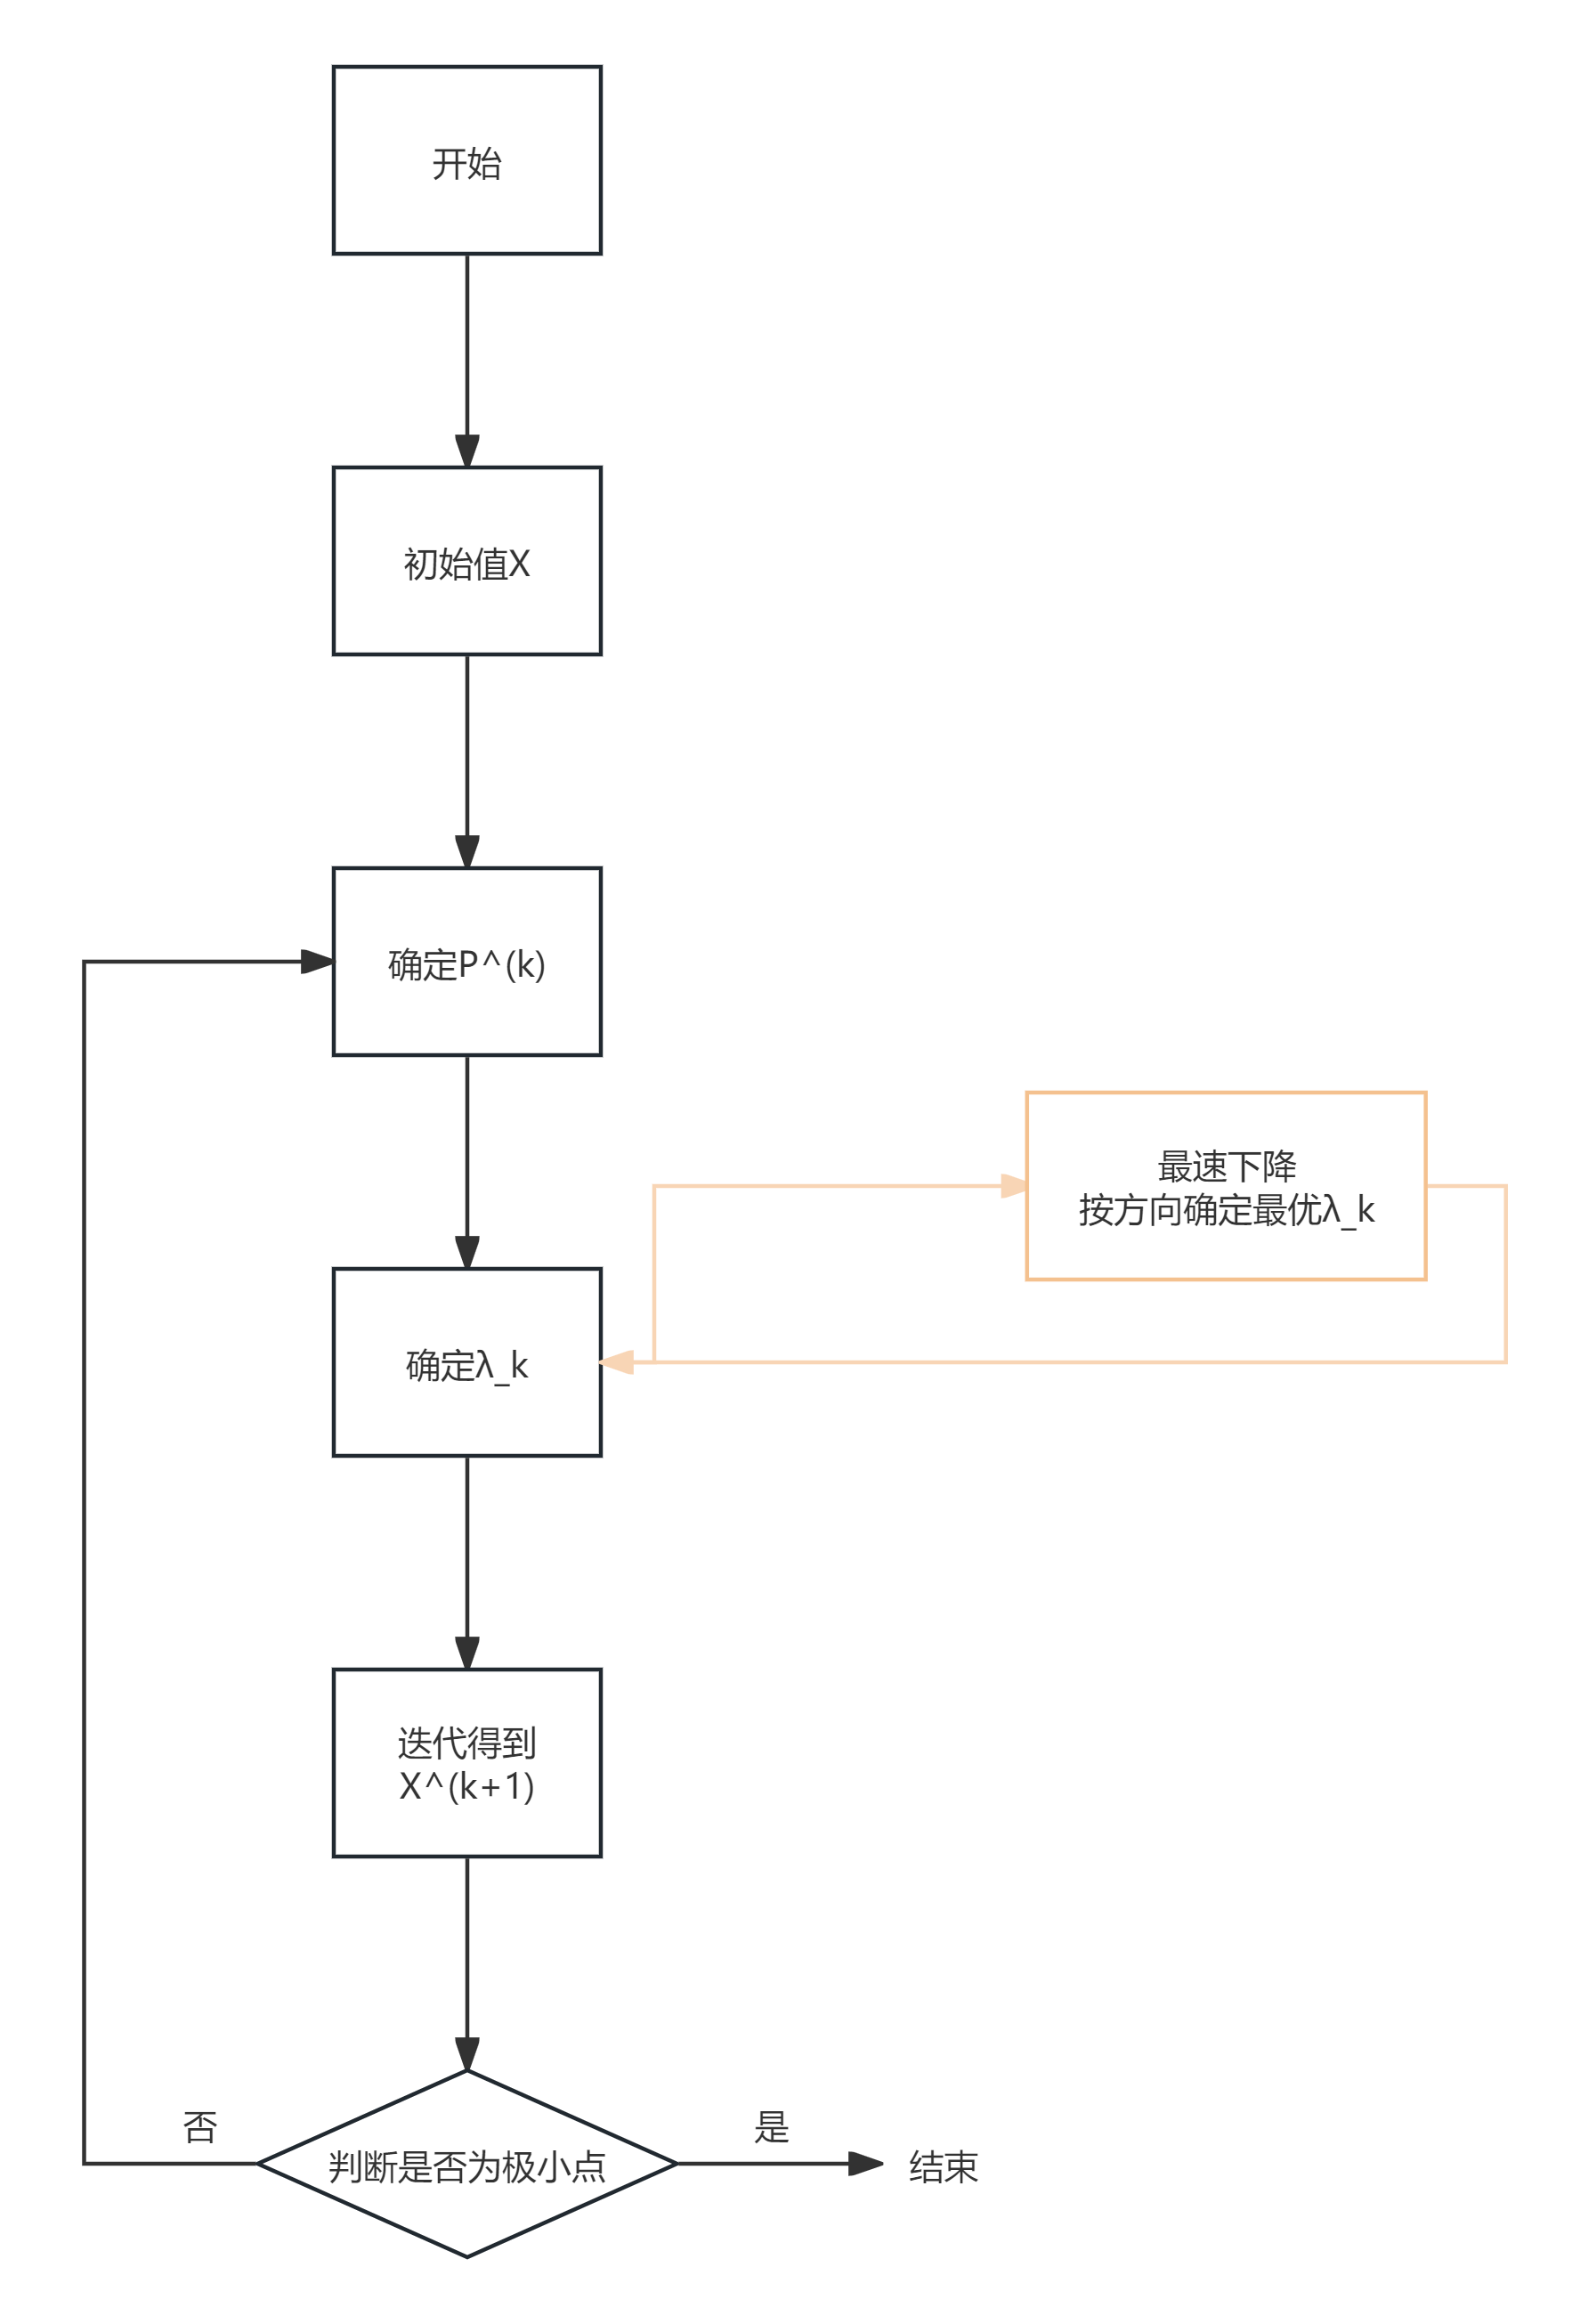 开始
初始值X
确定P^(k)
最速下降
按方向确定最优λ_k
确定λ_k
迭代得到
X^(k+1)
否
是
判断是否为极小点
结束